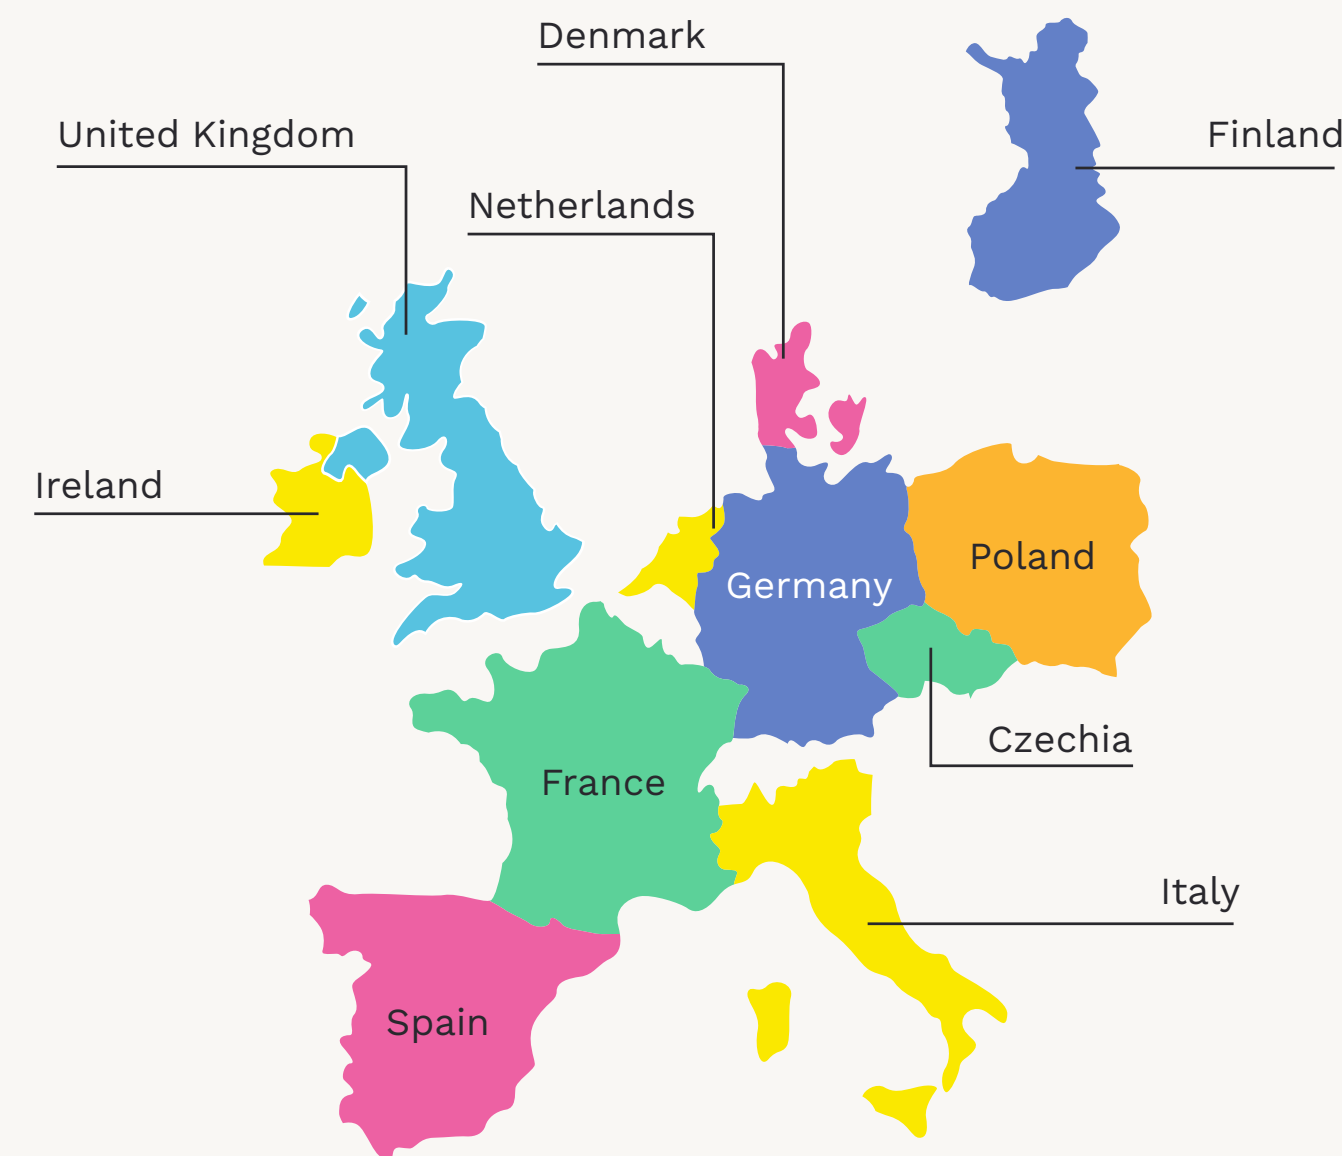 Denmark
United Kingdom
Finland
Netherlands
Ireland
Poland
Germany
Czechia
France
Italy
Spain